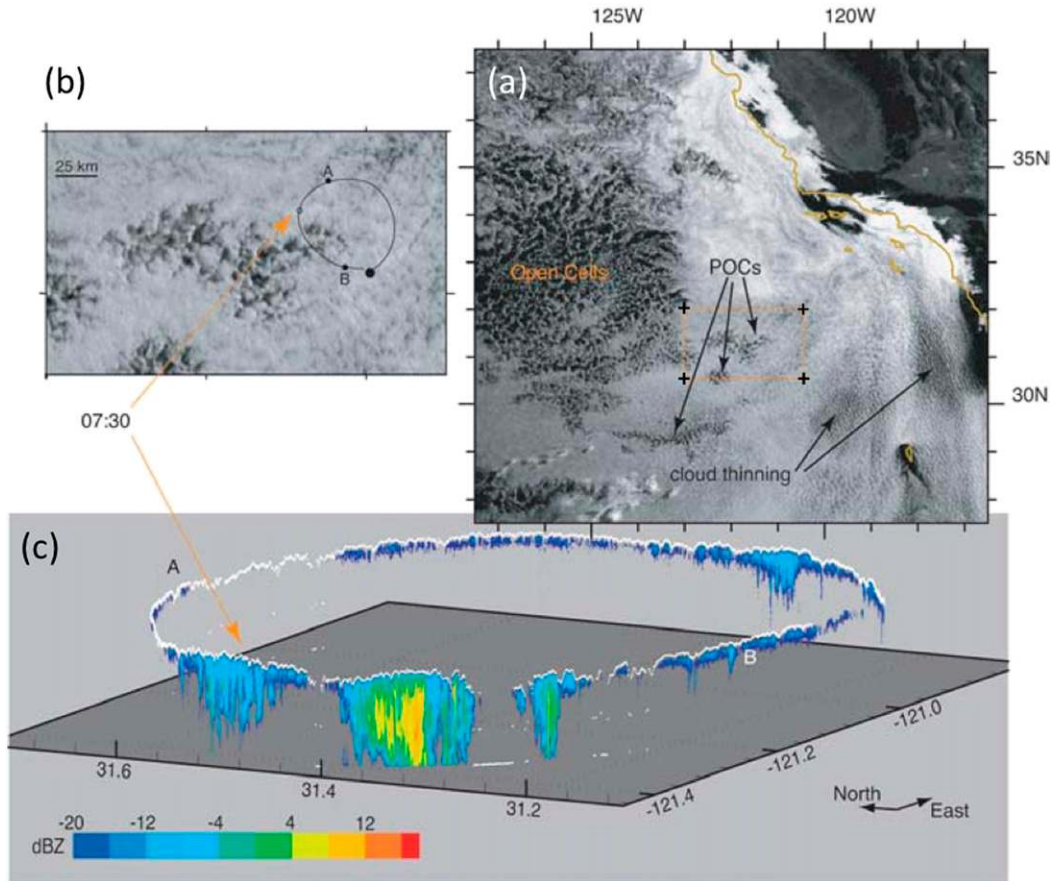 125W
120W
(b)
(a)
25 km
A
B
35N
Open Cells
POCs
30N
cloud thinning
07:30
(c)
A
B
31.6
31.4
31.2
-121.4
-121.2
-121.0
North
East
-20
-12
-4
4
12
dBZ